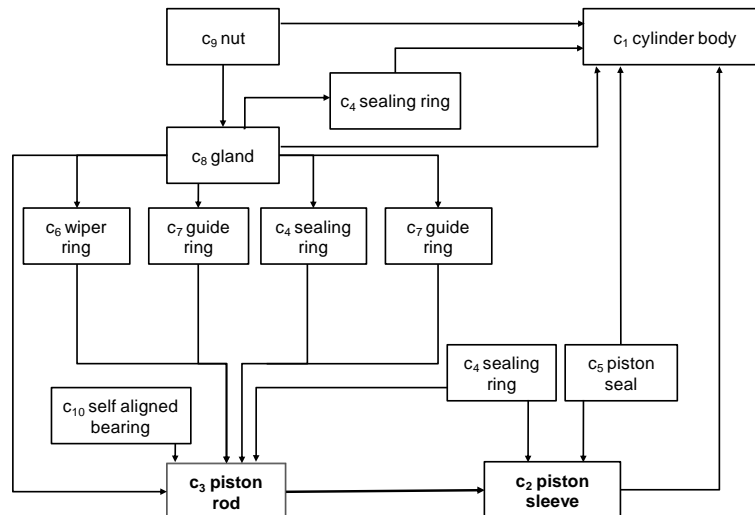 c₉ nut
c₁ cylinder body
c₄ sealing ring
c₈ gland
c₆ wiper
ring
c₇ guide
ring
c₄ sealing
ring
c₇ guide
ring
c₄ sealing
ring
c₅ piston
seal
c₁₀ self aligned
bearing
c₃ piston
rod
c₂ piston
sleeve